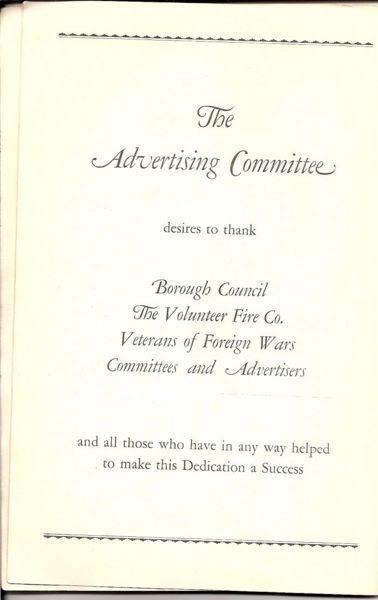 The
Advertising Committee
desires to thank
Borough Council
The Volunteer Fire Co.
Veterans of Foreign Wars
Committees and Advertisers
and all those who have in any way helped
to make this Dedication a Success